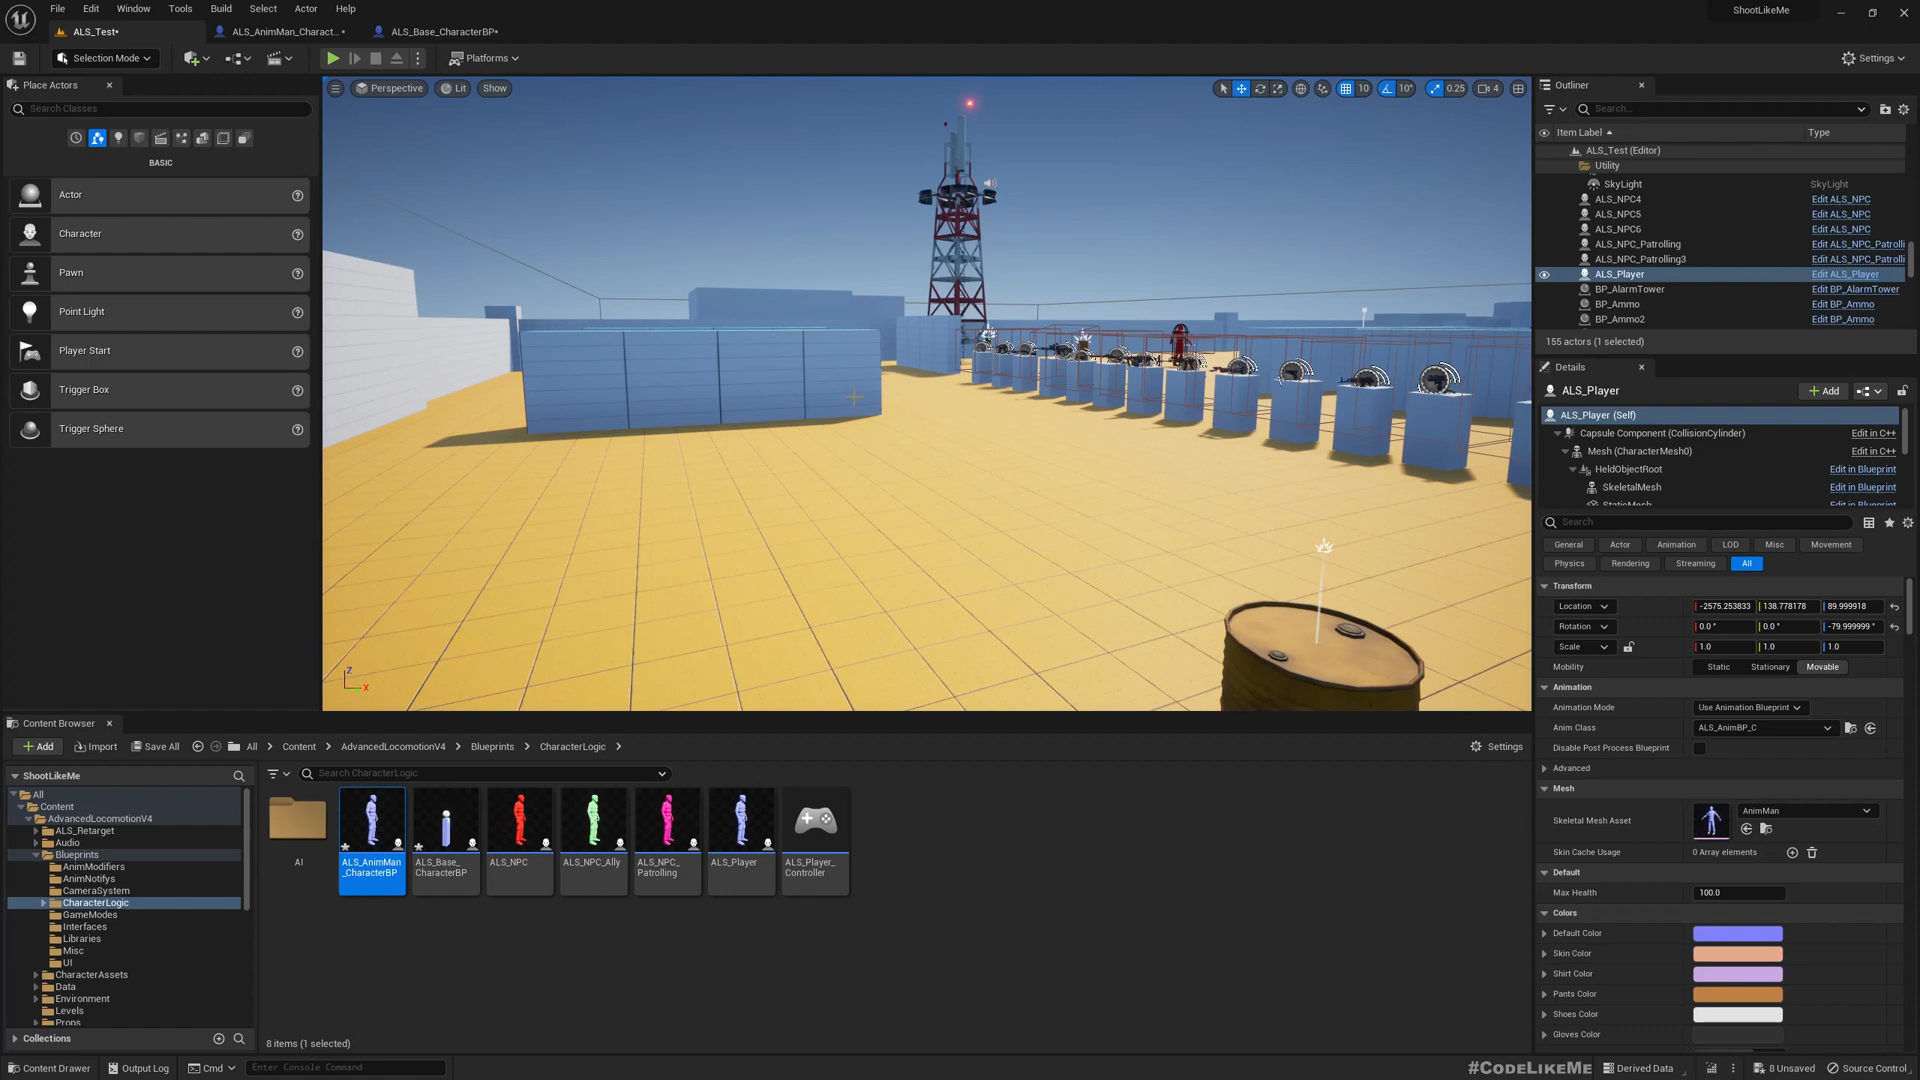 File Edit Window Tools Build Select Actor Help
ShootLikeMe
ALS_Test* ALS_AnimMan_Charact...* ALS_Base_CharacterBP*
Selection Mode Platforms Settings
Place Actors
Search Classes
BASIC
Actor
Character
Pawn
Point Light
Player Start
Trigger Box
Trigger Sphere
Perspective Lit Show
10 10° 0.25 4
Z
X
Outliner
Search...
Item Label Type
ALS_Test (Editor)
Utility
SkyLight SkyLight
ALS_NPC4 Edit ALS_NPC
ALS_NPC5 Edit ALS_NPC
ALS_NPC6 Edit ALS_NPC
ALS_NPC_Patrolling Edit ALS_NPC_Patrolli
ALS_NPC_Patrolling3 Edit ALS_NPC_Patrolli
ALS_Player Edit ALS_Player
BP_AlarmTower Edit BP_AlarmTower
BP_Ammo Edit BP_Ammo
BP_Ammo2 Edit BP_Ammo
155 actors (1 selected)
Details
ALS_Player Add
ALS_Player (Self)
Capsule Component (CollisionCylinder) Edit in C++
Mesh (CharacterMesh0) Edit in C++
HeldObjectRoot Edit in Blueprint
SkeletalMesh Edit in Blueprint
StaticMesh Edit in Blueprint
Search
General Actor Animation LOD Misc Movement
Physics Rendering Streaming All
Transform
Location -2575.253833 138.778178 89.999918
Rotation 0.0° 0.0° -79.999999°
Scale 1.0 1.0 1.0
Mobility Static Stationary Movable
Animation
Animation Mode Use Animation Blueprint
Anim Class ALS_AnimBP_C
Disable Post Process Blueprint
Advanced
Mesh
Skeletal Mesh Asset AnimMan
Skin Cache Usage 0 Array elements
Default
Max Health 100.0
Colors
Default Color
Skin Color
Shirt Color
Pants Color
Shoes Color
Gloves Color
Content Browser
Add Import Save All All Content AdvancedLocomotionV4 Blueprints CharacterLogic Settings
ShootLikeMe
All
Content
AdvancedLocomotionV4
ALS_Retarget
Audio
Blueprints
AnimModifiers
AnimNotifys
CameraSystem
CharacterLogic
GameModes
Interfaces
Libraries
Misc
UI
CharacterAssets
Data
Environment
Levels
Props
Collections
Search CharacterLogic
AI
ALS_AnimMan
_CharacterBP
ALS_Base_
CharacterBP
ALS_NPC
ALS_NPC_Ally
ALS_NPC_
Patrolling
ALS_Player
ALS_Player_
Controller
8 items (1 selected)
Content Drawer Output Log Cmd Enter Console Command #CODELIKEME Derived Data 8 Unsaved Source Control